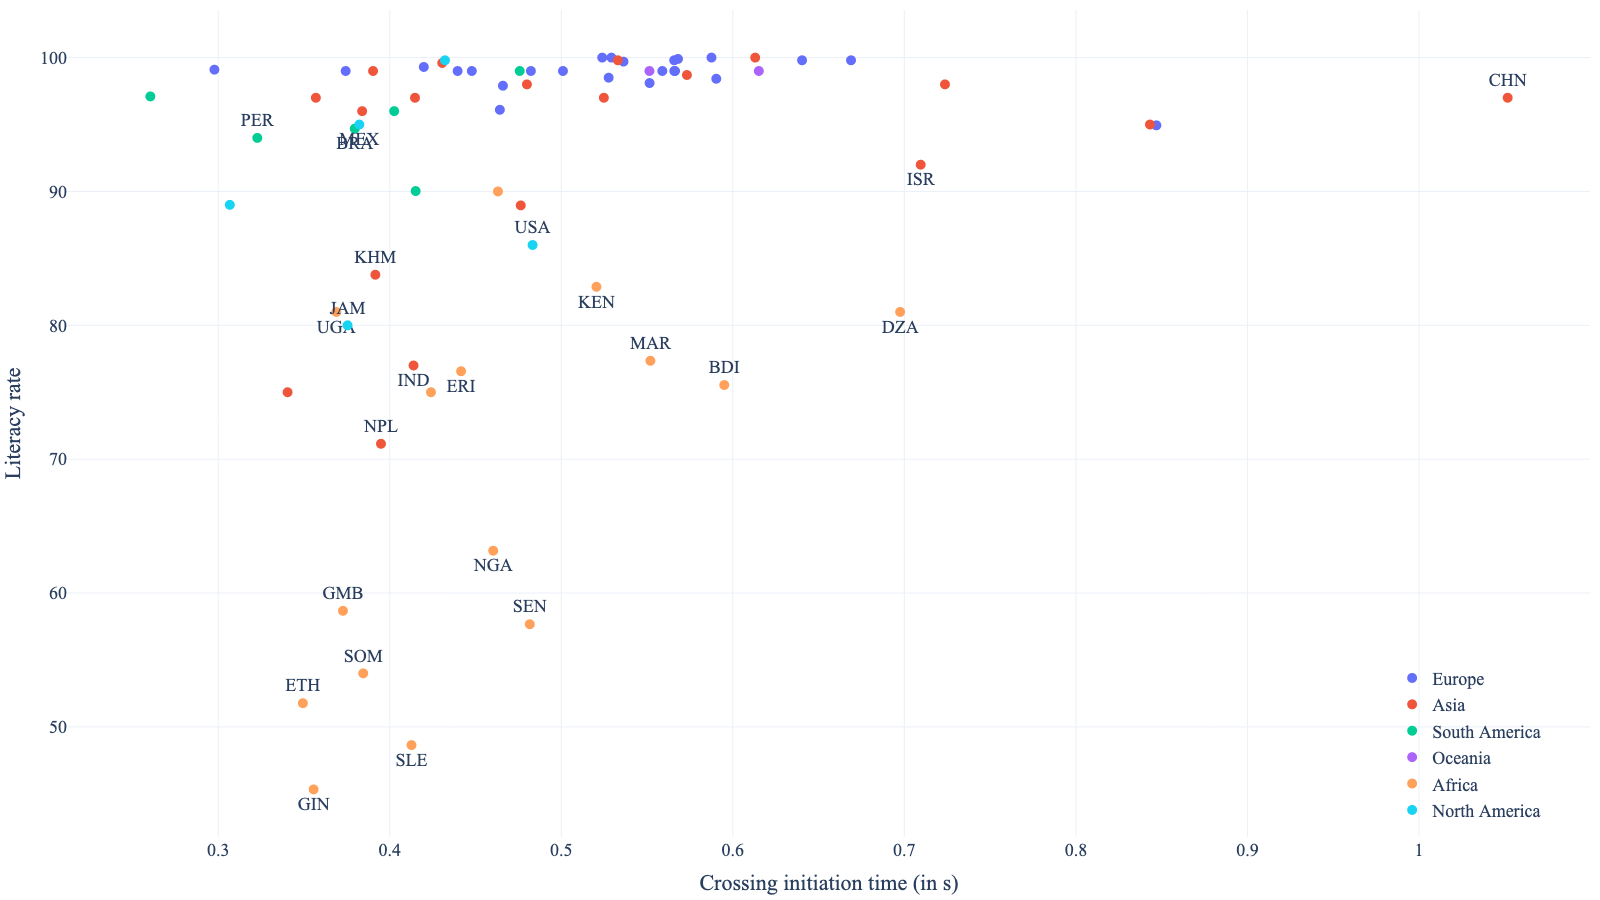 100
90
80
70
60
50
Literacy rate
CHN
PER
MEX
BRA
ISR
USA
KHM
KEN
JAM
UGA
DZA
MAR
BDI
IND
ERI
NPL
NGA
GMB
SEN
SOM
ETH
SLE
GIN
Europe
Asia
South America
Oceania
Africa
North America
0.3 0.4 0.5 0.6 0.7 0.8 0.9 1
Crossing initiation time (in s)